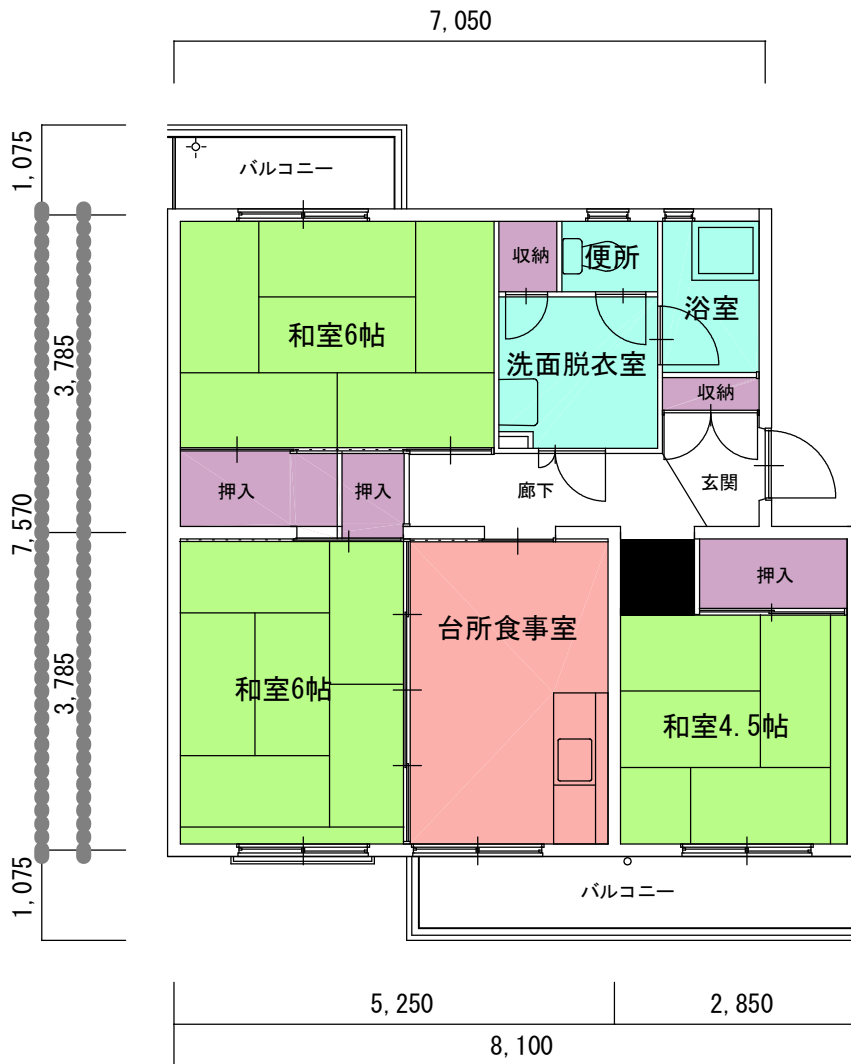 7,050
1,075
バルコニー
収納
便所
浴室
和室6帖
3,785
洗面脱衣室
収納
押入
押入
廊下
玄関
7,570
押入
台所食事室
3,785
和室6帖
和室4.5帖
1,075
バルコニー
5,250
2,850
8,100